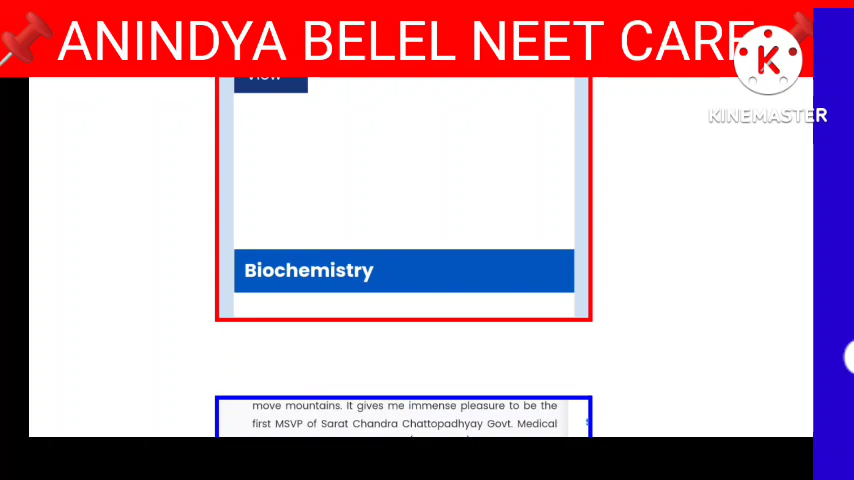 ANINDYA BELEL NEET CARE
K
KINEMASTER
View
Biochemistry
move mountains. It gives me immense pleasure to be the
first MSVP of Sarat Chandra Chattopadhyay Govt. Medical